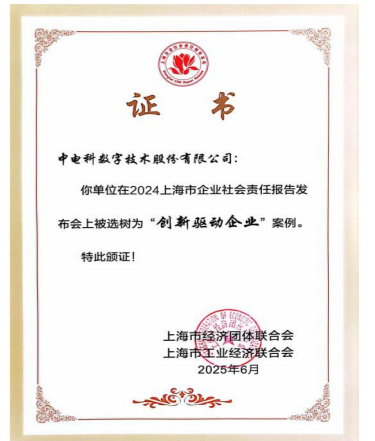 证书
中电科数字技术股份有限公司：
你单位在2024上海市企业社会责任报告发
布会上被选树为“创新驱动企业”案例。
特此颁证！
上海市经济团体联合会
上海市工业经济联合会
2025年6月